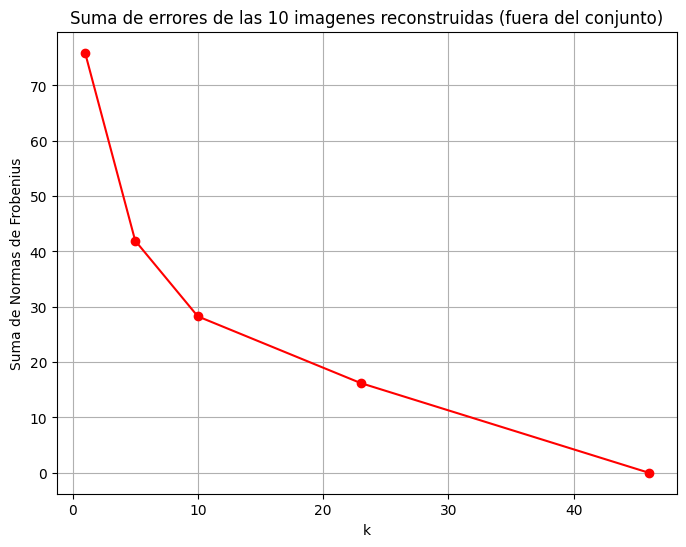 Suma de errores de las 10 imagenes reconstruidas (fuera del conjunto)
Suma de Normas de Frobenius
70
60
50
40
30
20
10
0
0 10 20 30 40
k